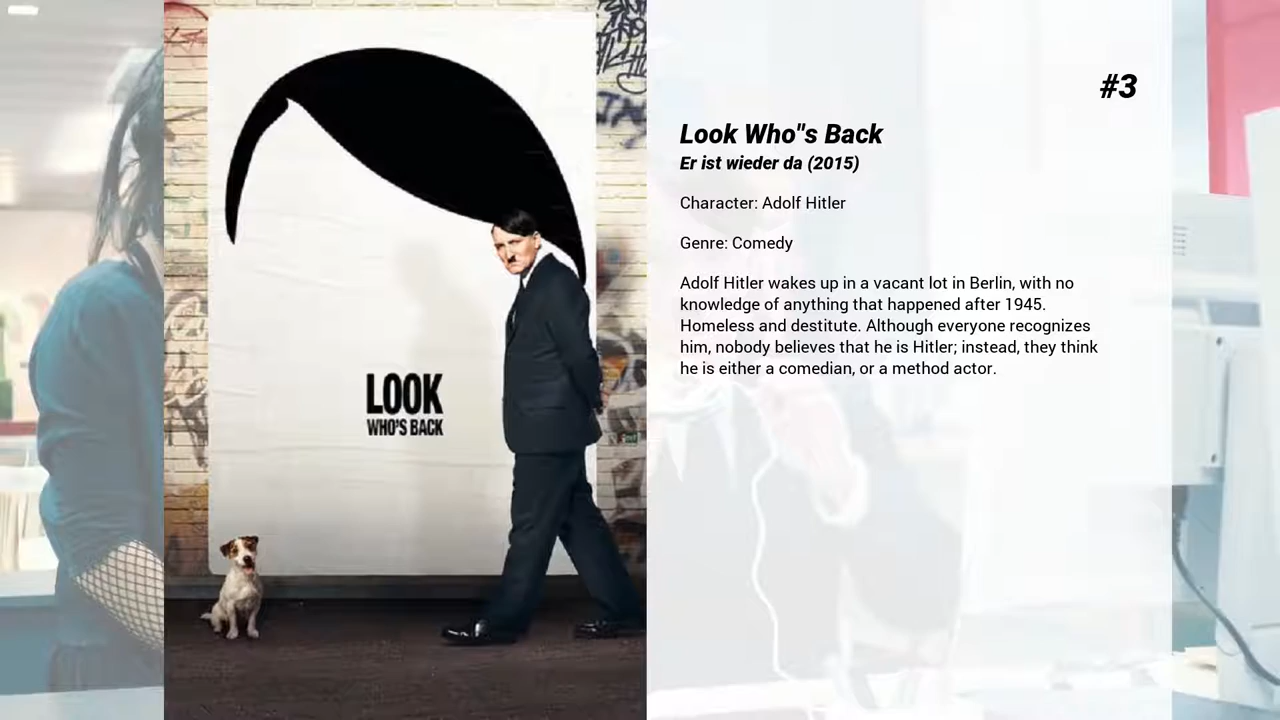 #3
Look Who"s Back
Er ist wieder da (2015)
Character: Adolf Hitler
Genre: Comedy
Adolf Hitler wakes up in a vacant lot in Berlin, with no
knowledge of anything that happened after 1945.
Homeless and destitute. Although everyone recognizes
him, nobody believes that he is Hitler; instead, they think
he is either a comedian, or a method actor.
LOOK
WHO'S BACK